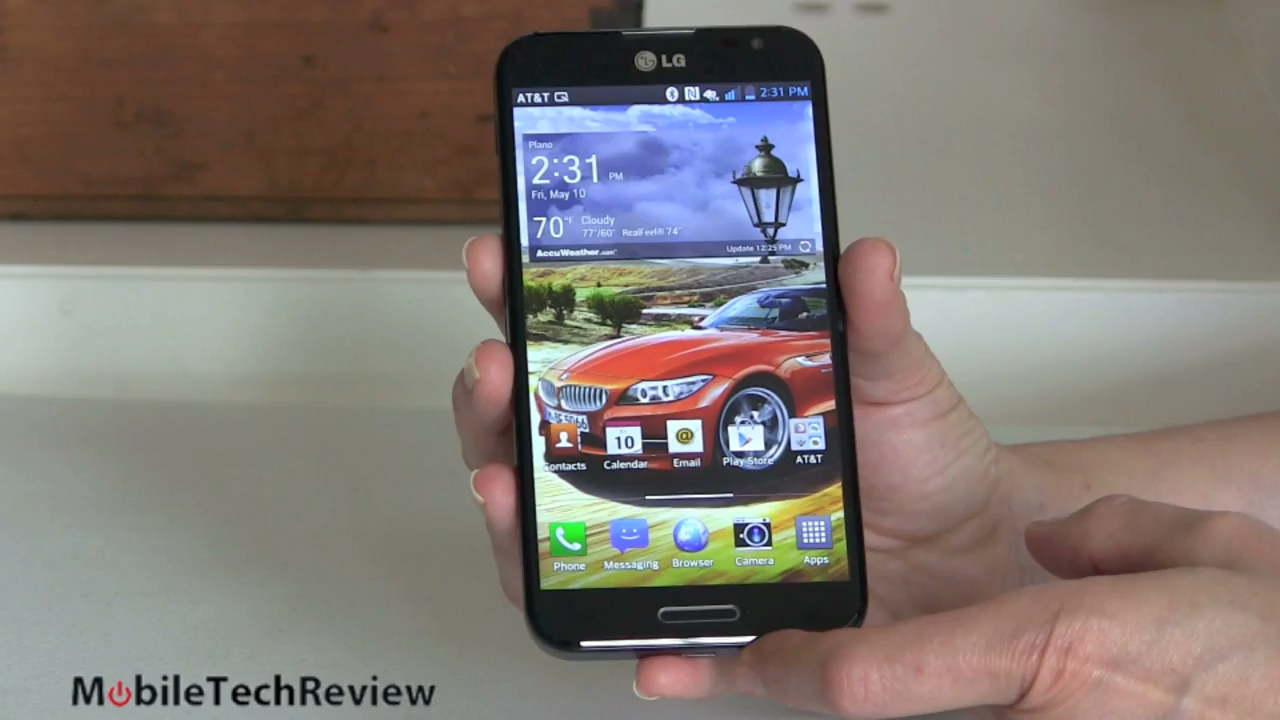 LG
AT&T
2:31 PM
Plano
2:31 PM
Fri, May 10
70°F Cloudy
77°/60° RealFeel® 74°
AccuWeather.com
Update 12:25 PM
10
Contacts Calendar Email Play Store AT&T
Phone Messaging Browser Camera Apps
MobileTechReview